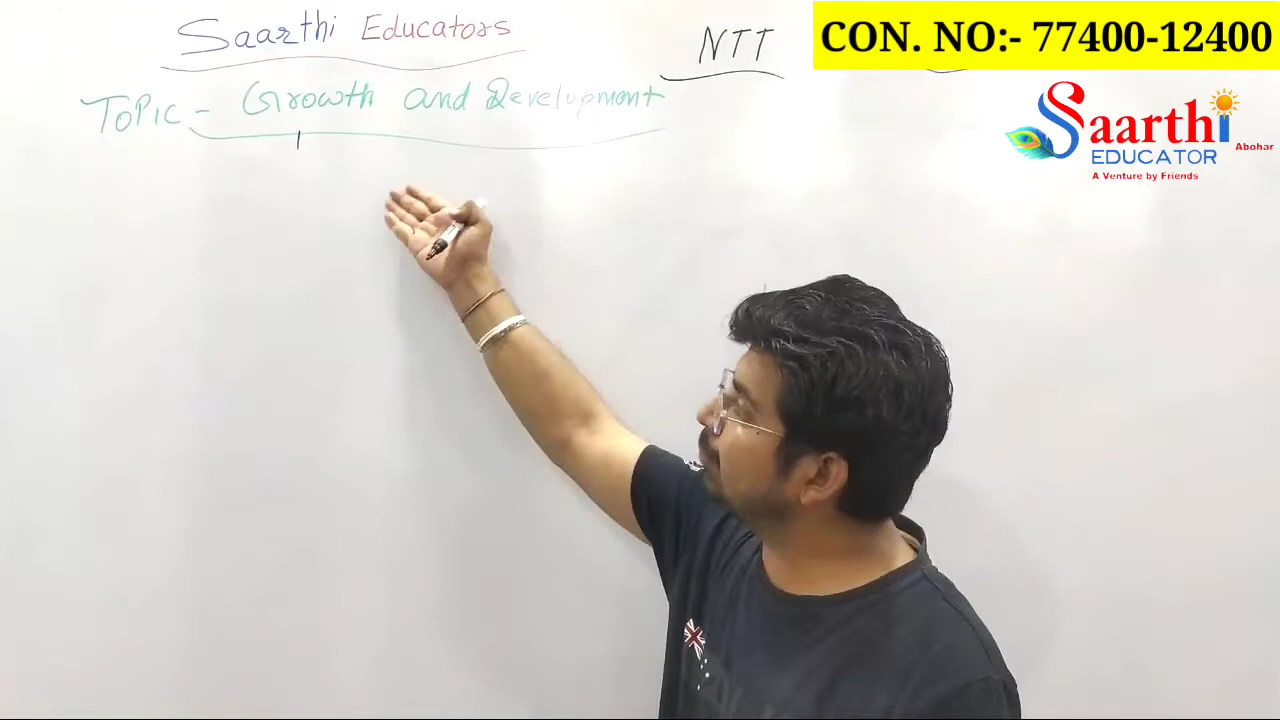 Saarthi Educators
NTT
CON. NO:- 77400-12400
Topic - Growth and Development
Saarthi
EDUCATOR
Abohar
A Venture by Friends